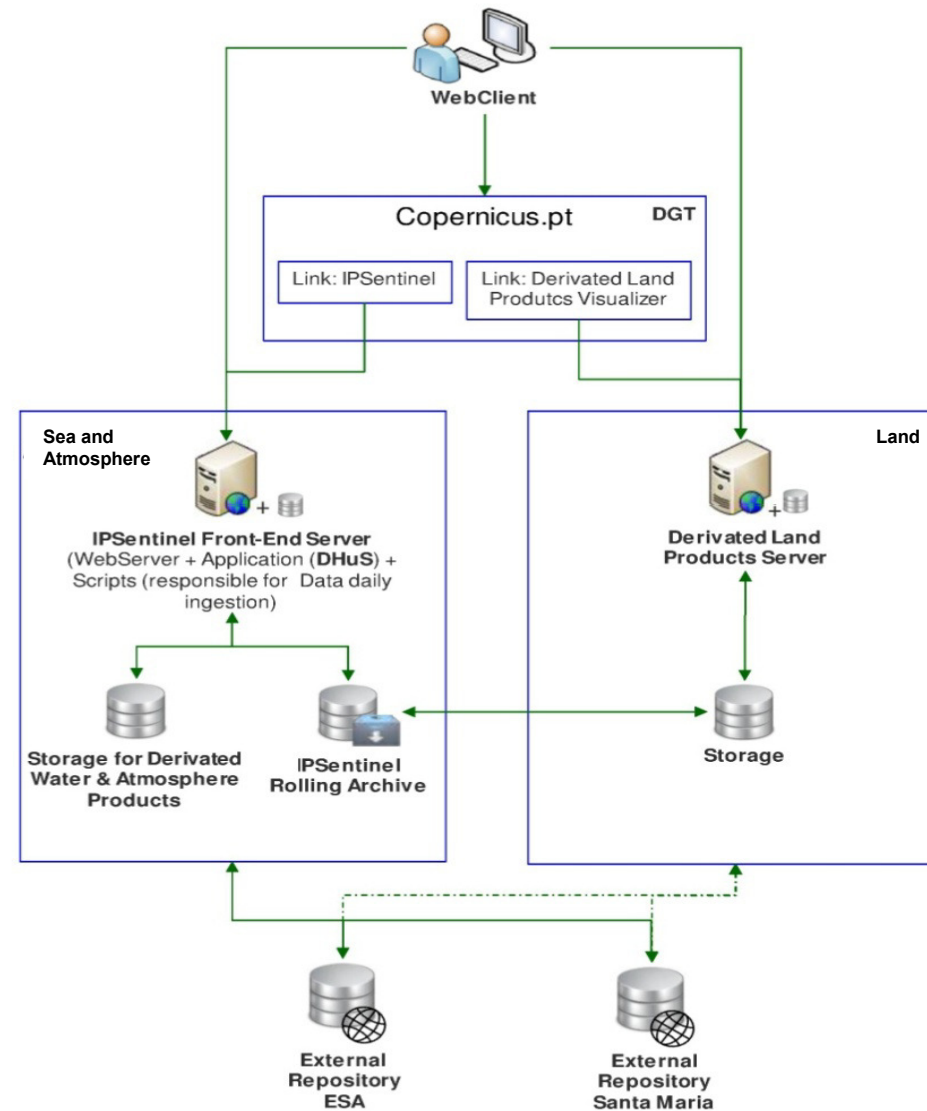 WebClient
Copernicus.pt
DGT
Link: IPSentinel
Link: Derivated Land
Produtcs Visualizer
Sea and
Atmosphere
+
IPSentinel Front-End Server
(WebServer + Application (DHuS) +
Scripts (responsible for Data daily
ingestion)
Storage for Derivated
Water & Atmosphere
Products
IPSentinel
Rolling Archive
Land
+
Derivated Land
Products Server
Storage
External
Repository
ESA
External
Repository
Santa Maria